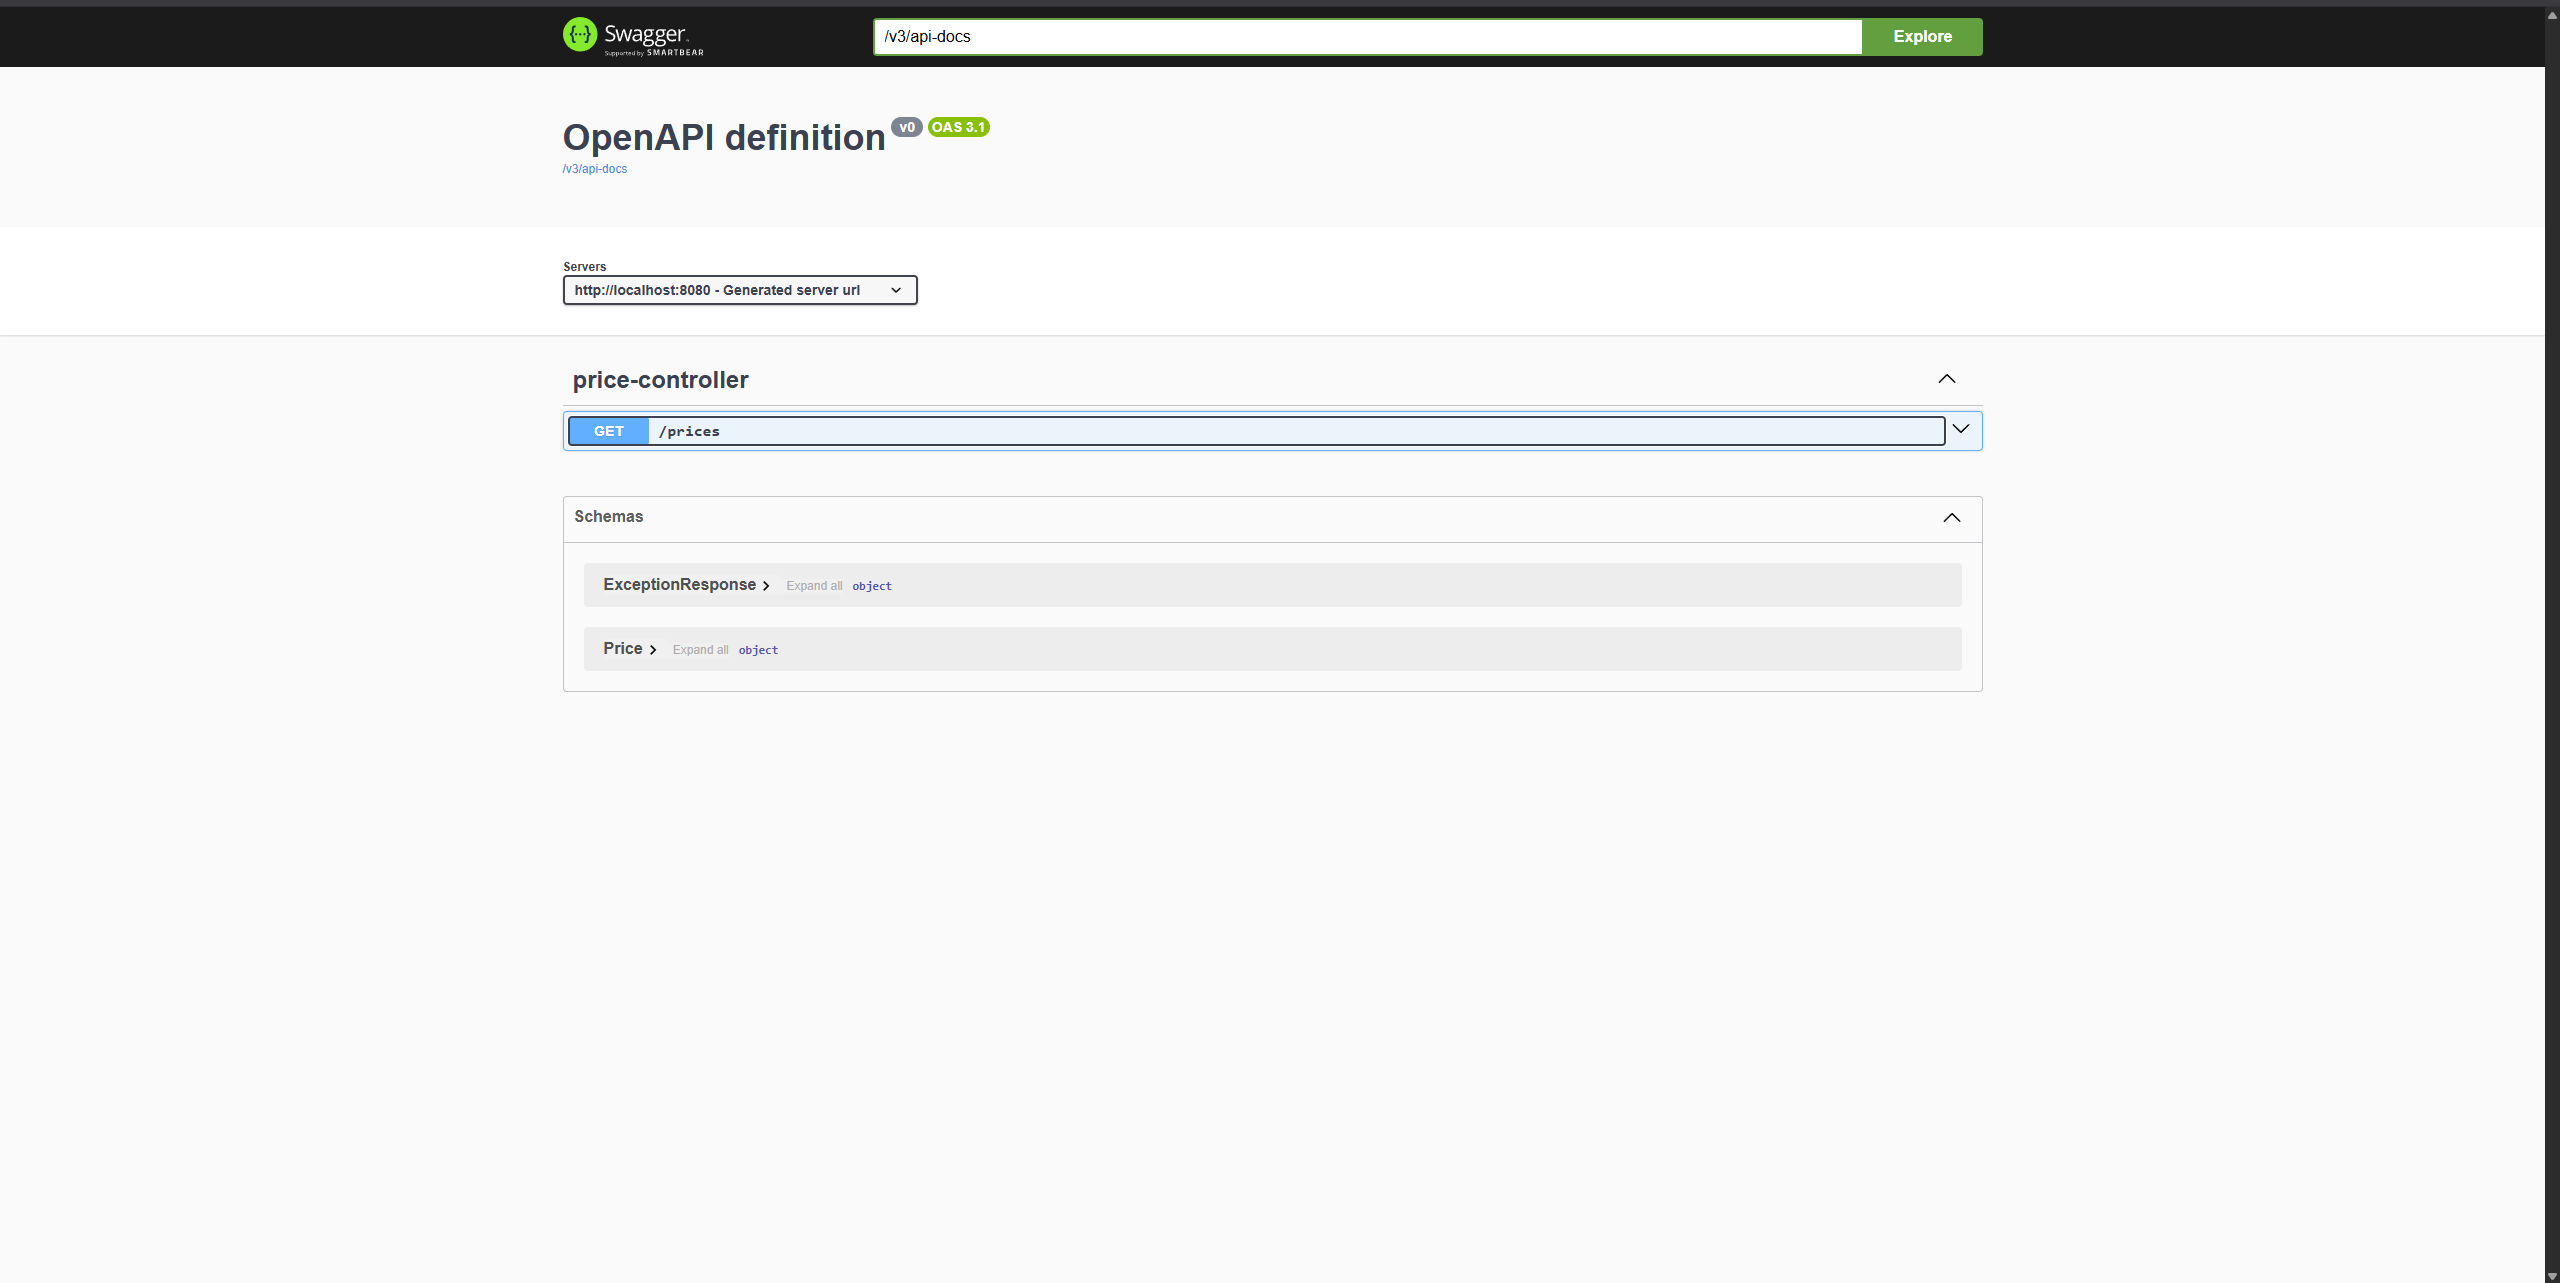 Swagger
Supported by SMARTBEAR
/v3/api-docs
Explore
OpenAPI definition v0 OAS 3.1
/v3/api-docs
Servers
http://localhost:8080 - Generated server url
price-controller
GET /prices
Schemas
ExceptionResponse Expand all object
Price Expand all object